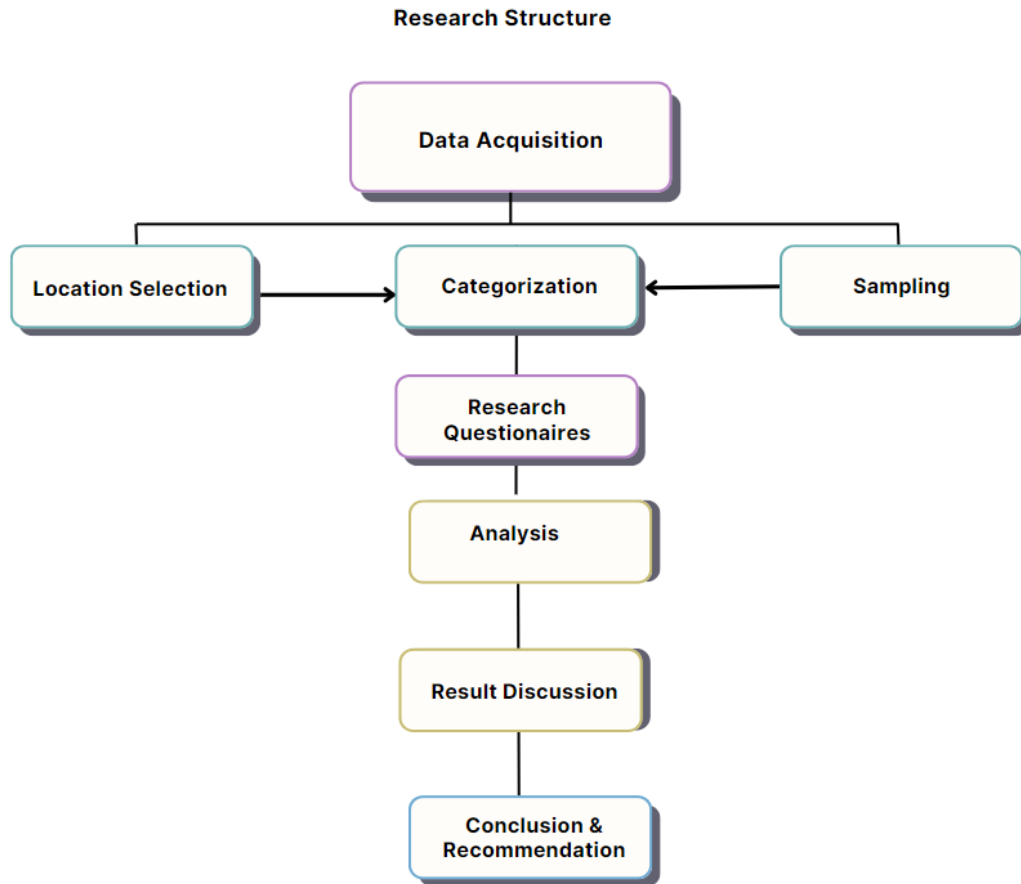 Research Structure
Data Acquisition
Location Selection
Categorization
Sampling
Research
Questionaires
Analysis
Result Discussion
Conclusion &
Recommendation